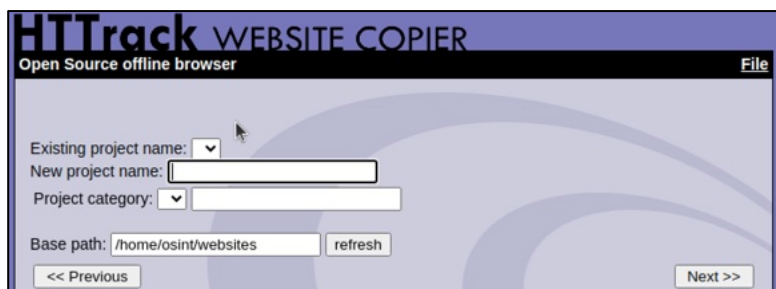 HTTrack WEBSITE COPIER
Open Source offline browser File
Existing project name:
New project name:
Project category:
Base path: /home/osint/websites refresh
<< Previous Next >>